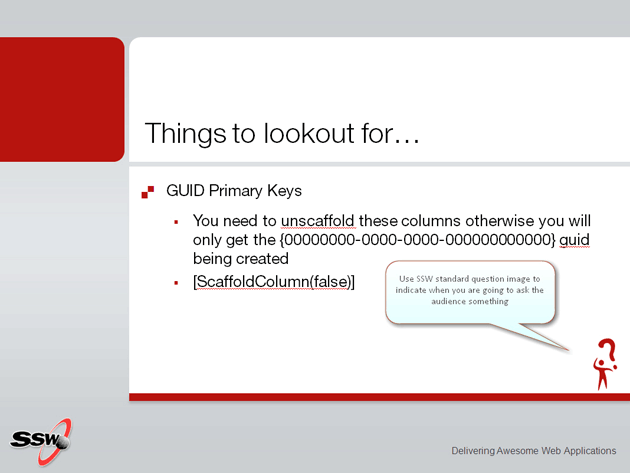 Things to lookout for…
GUID Primary Keys
You need to unscaffold these columns otherwise you will
only get the {00000000-0000-0000-000000000000} guid
being created
[ScaffoldColumn(false)]
Use SSW standard question image to
indicate when you are going to ask the
audience something
?
SSW
Delivering Awesome Web Applications